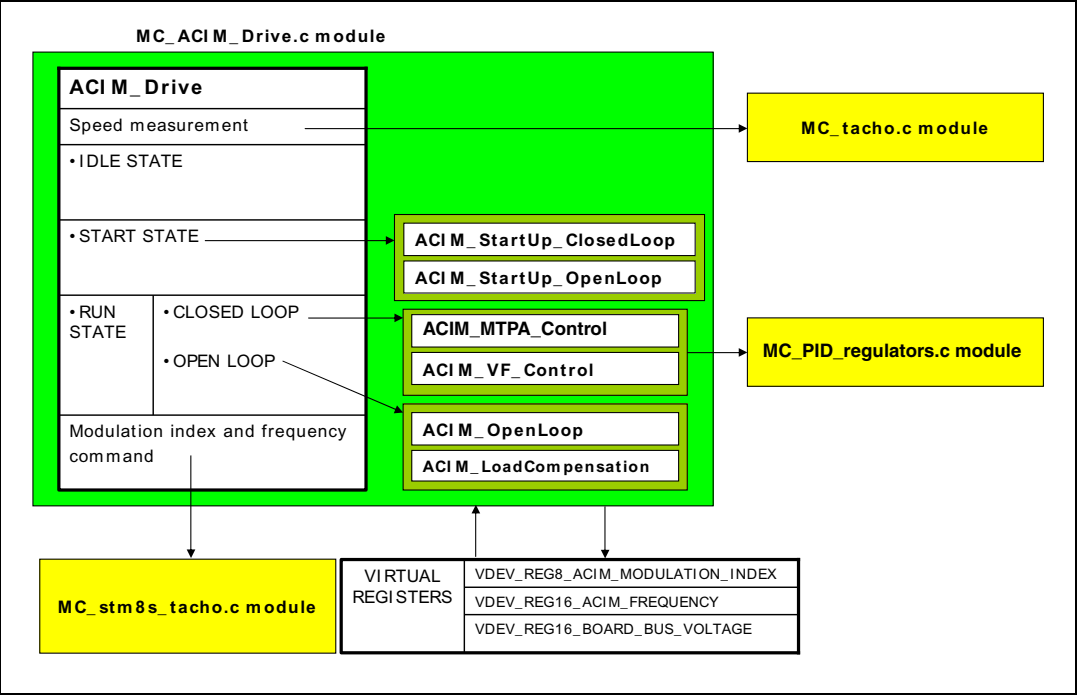 MC_ACIM_Drive.c module
ACIM_Drive
Speed measurement
• IDLE STATE
• START STATE
• RUN
STATE
• CLOSED LOOP
• OPEN LOOP
Modulation index and frequency
command
ACIM_StartUp_ClosedLoop
ACIM_StartUp_OpenLoop
ACIM_MTPA_Control
ACIM_VF_Control
ACIM_OpenLoop
ACIM_LoadCompensation
MC_tacho.c module
MC_PID_regulators.c module
MC_stm8s_tacho.c module
VIRTUAL
REGISTERS
VDEV_REG8_ACIM_MODULATION_INDEX
VDEV_REG16_ACIM_FREQUENCY
VDEV_REG16_BOARD_BUS_VOLTAGE